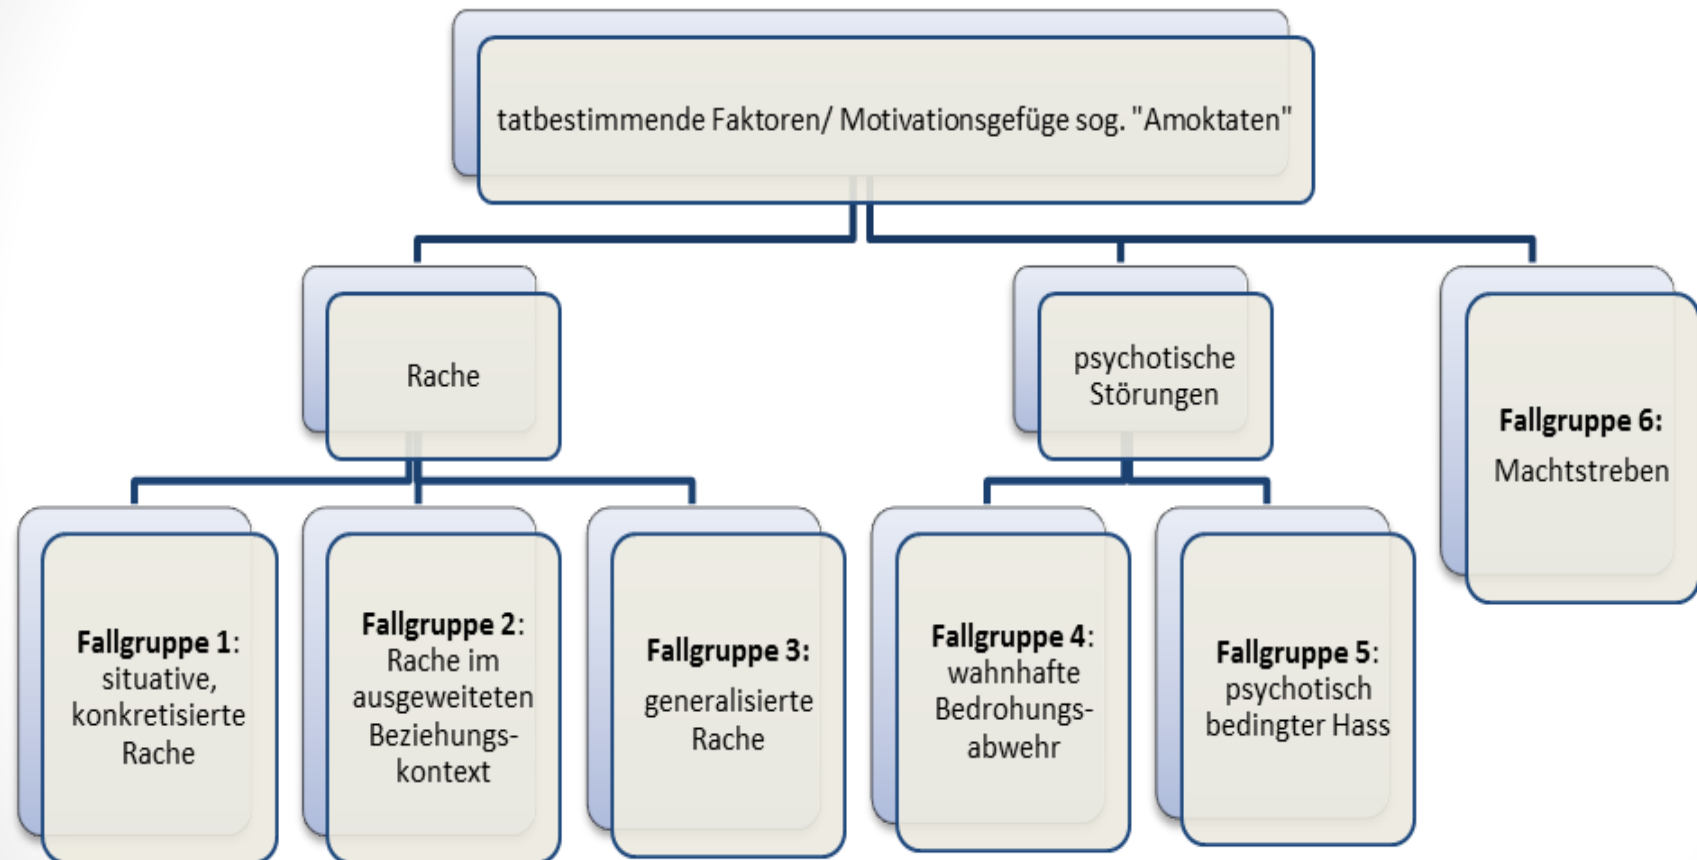 tatbestimmende Faktoren/ Motivationsgefüge sog. "Amoktaten"
Rache
psychotische
Störungen
Fallgruppe 6:
Machtstreben
Fallgruppe 1:
situative,
konkretisierte
Rache
Fallgruppe 2:
Rache im
ausgeweiteten
Beziehungs-
kontext
Fallgruppe 3:
generalisierte
Rache
Fallgruppe 4:
wahnhafte
Bedrohungs-
abwehr
Fallgruppe 5:
psychotisch
bedingter Hass